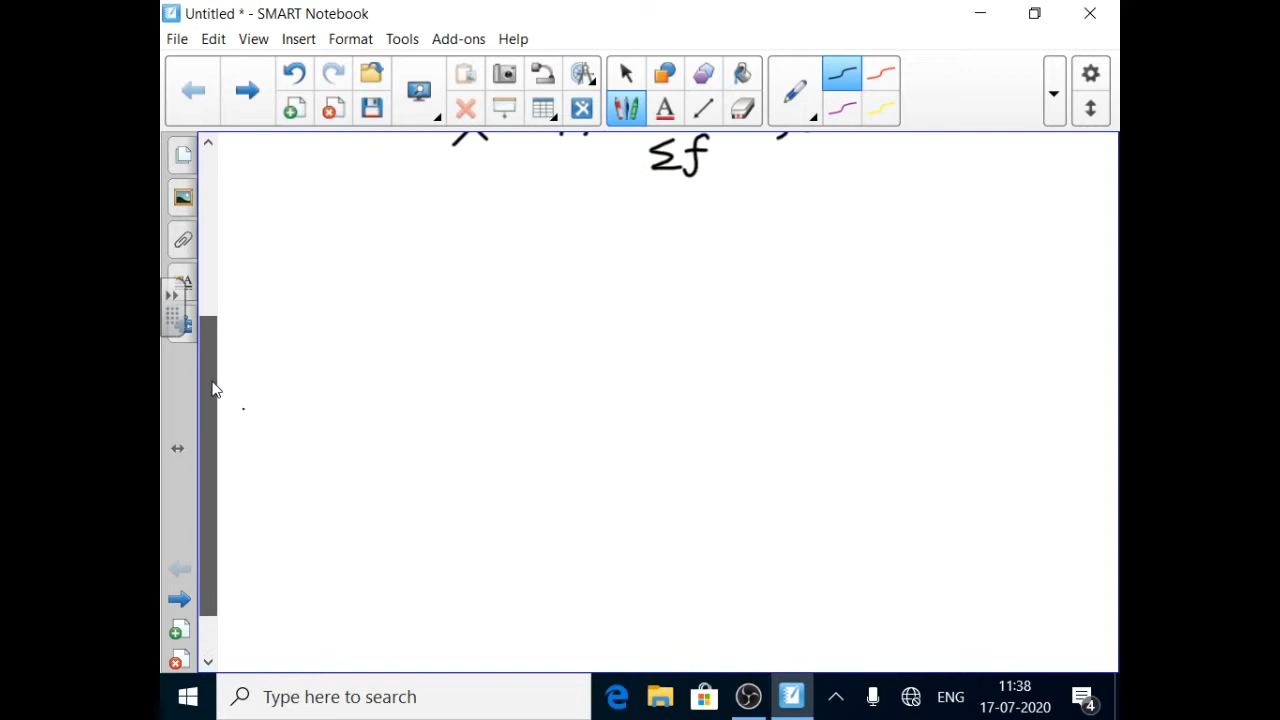 Untitled * - SMART Notebook
File Edit View Insert Format Tools Add-ons Help
Σf
Type here to search
ENG
11:38
17-07-2020
4